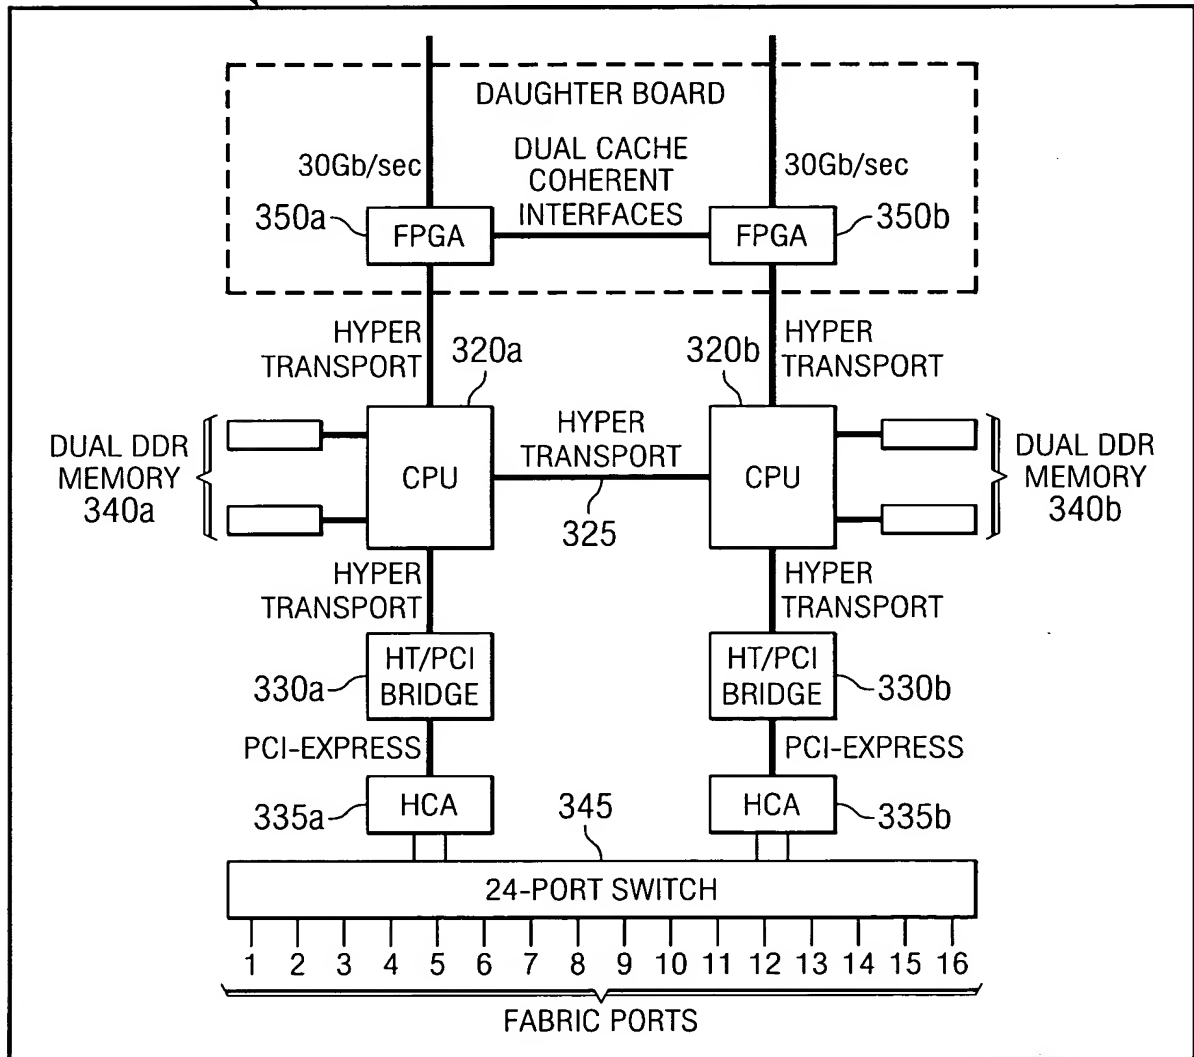 DAUGHTER BOARD
30Gb/sec
DUAL CACHE
COHERENT
INTERFACES
30Gb/sec
350a
FPGA
FPGA
350b
HYPER
TRANSPORT
320a
320b
HYPER
TRANSPORT
DUAL DDR
MEMORY
340a
CPU
HYPER
TRANSPORT
325
CPU
DUAL DDR
MEMORY
340b
HYPER
TRANSPORT
HYPER
TRANSPORT
330a
HT/PCI
BRIDGE
HT/PCI
BRIDGE
330b
PCI-EXPRESS
PCI-EXPRESS
335a
HCA
345
HCA
335b
24-PORT SWITCH
1 2 3 4 5 6 7 8 9 10 11 12 13 14 15 16
FABRIC PORTS